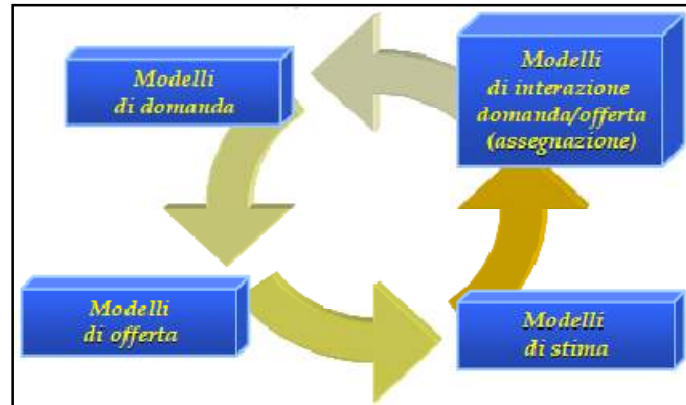 Modelli
di domanda
Modelli
di interazione
domanda/offerta
(assegnazione)
Modelli
di offerta
Modelli
di stima